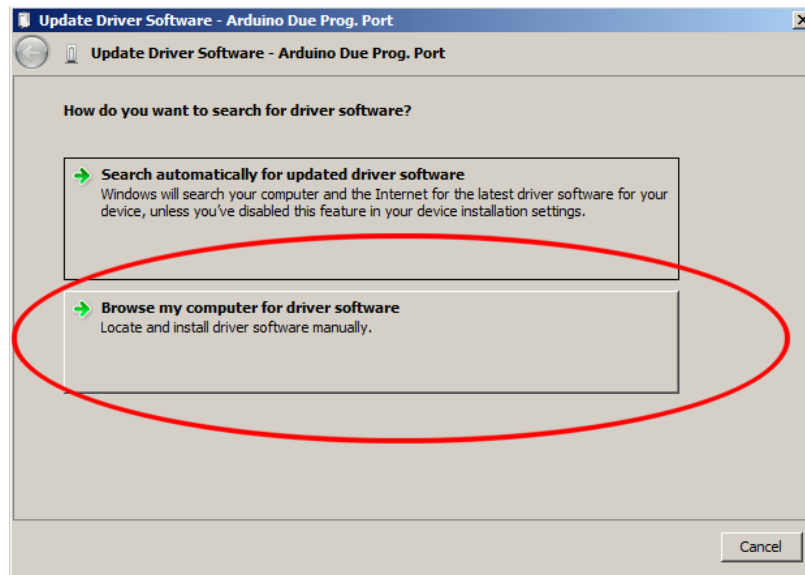 Update Driver Software - Arduino Due Prog. Port
Update Driver Software - Arduino Due Prog. Port
How do you want to search for driver software?
Search automatically for updated driver software
Windows will search your computer and the Internet for the latest driver software for your
device, unless you've disabled this feature in your device installation settings.
Browse my computer for driver software
Locate and install driver software manually.
Cancel